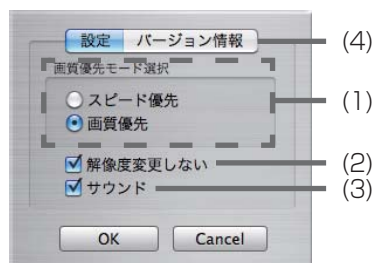 設定 バージョン情報 (4)
画質優先モード選択
スピード優先 (1)
画質優先
解像度変更しない (2)
サウンド (3)
OK Cancel